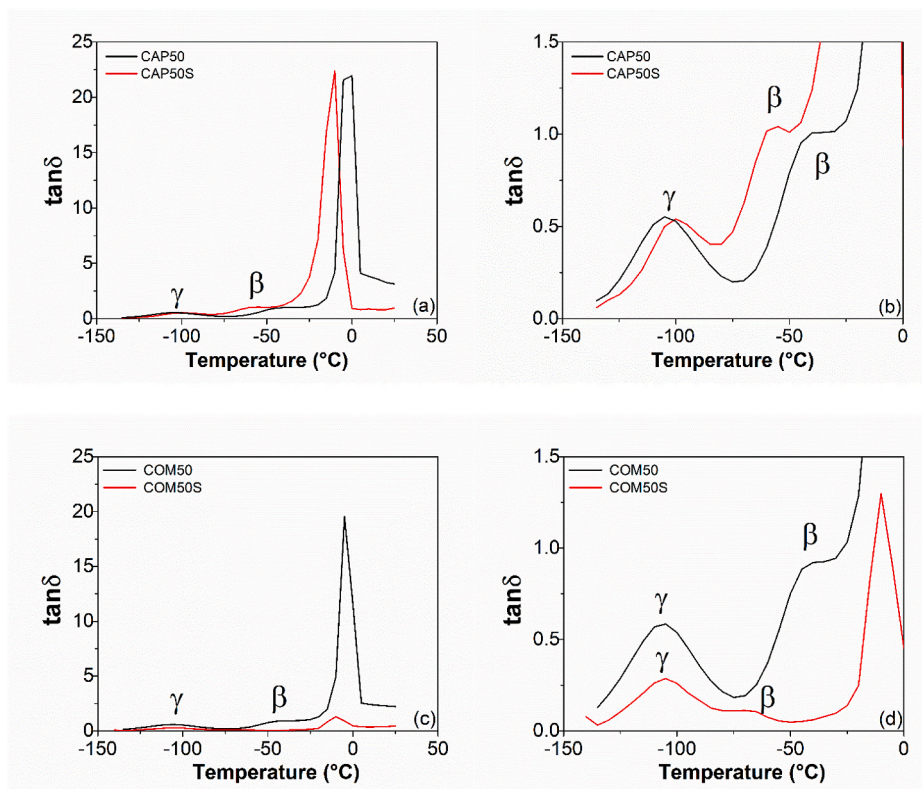 CAP50
CAP50S
tanδ
25
20
15
10
5
0
γ
β
(a)
-150
-100
-50
0
50
Temperature (°C)
CAP50
CAP50S
tanδ
1.5
1.0
0.5
0.0
γ
β
β
(b)
-150
-100
-50
0
Temperature (°C)
COM50
COM50S
tanδ
25
20
15
10
5
0
γ
β
(c)
-150
-100
-50
0
50
Temperature (°C)
COM50
COM50S
tanδ
1.5
1.0
0.5
0.0
γ
β
γ
β
(d)
-150
-100
-50
0
Temperature (°C)